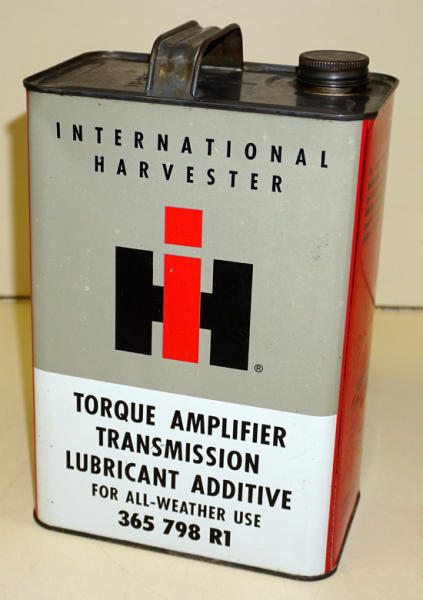 INTERNATIONAL
HARVESTER
IH
®
TORQUE AMPLIFIER
TRANSMISSION
LUBRICANT ADDITIVE
FOR ALL-WEATHER USE
365 798 R1